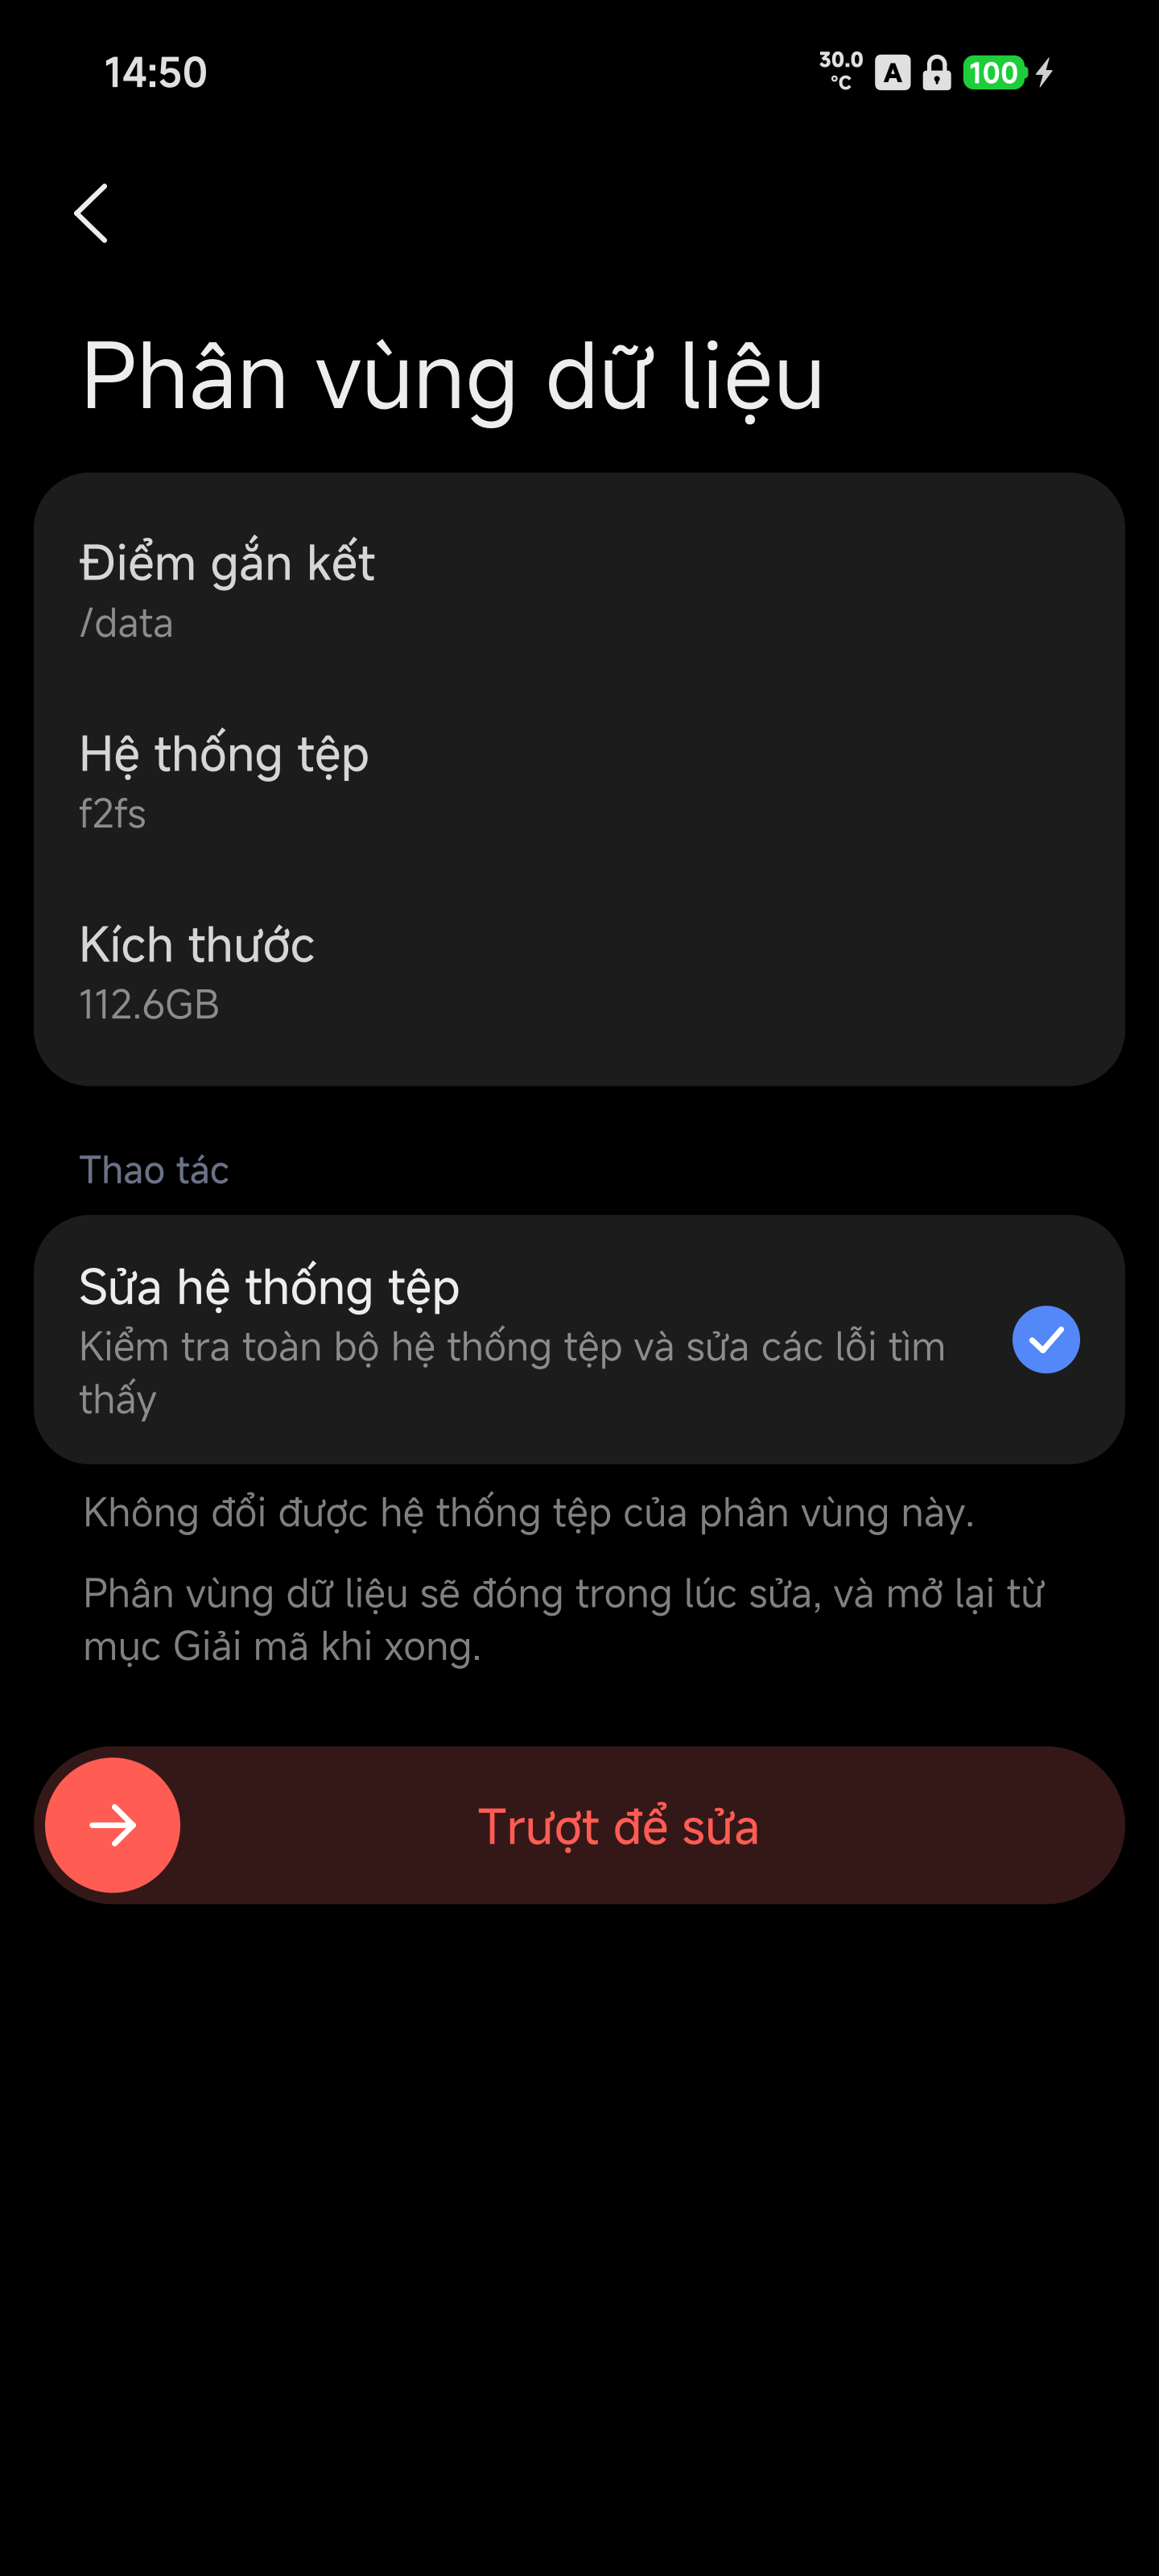 14:50
30.0
°C
A
100
Phân vùng dữ liệu
Điểm gắn kết
/data
Hệ thống tệp
f2fs
Kích thước
112.6GB
Thao tác
Sửa hệ thống tệp
Kiểm tra toàn bộ hệ thống tệp và sửa các lỗi tìm
thấy
Không đổi được hệ thống tệp của phân vùng này.
Phân vùng dữ liệu sẽ đóng trong lúc sửa, và mở lại từ
mục Giải mã khi xong.
Trượt để sửa